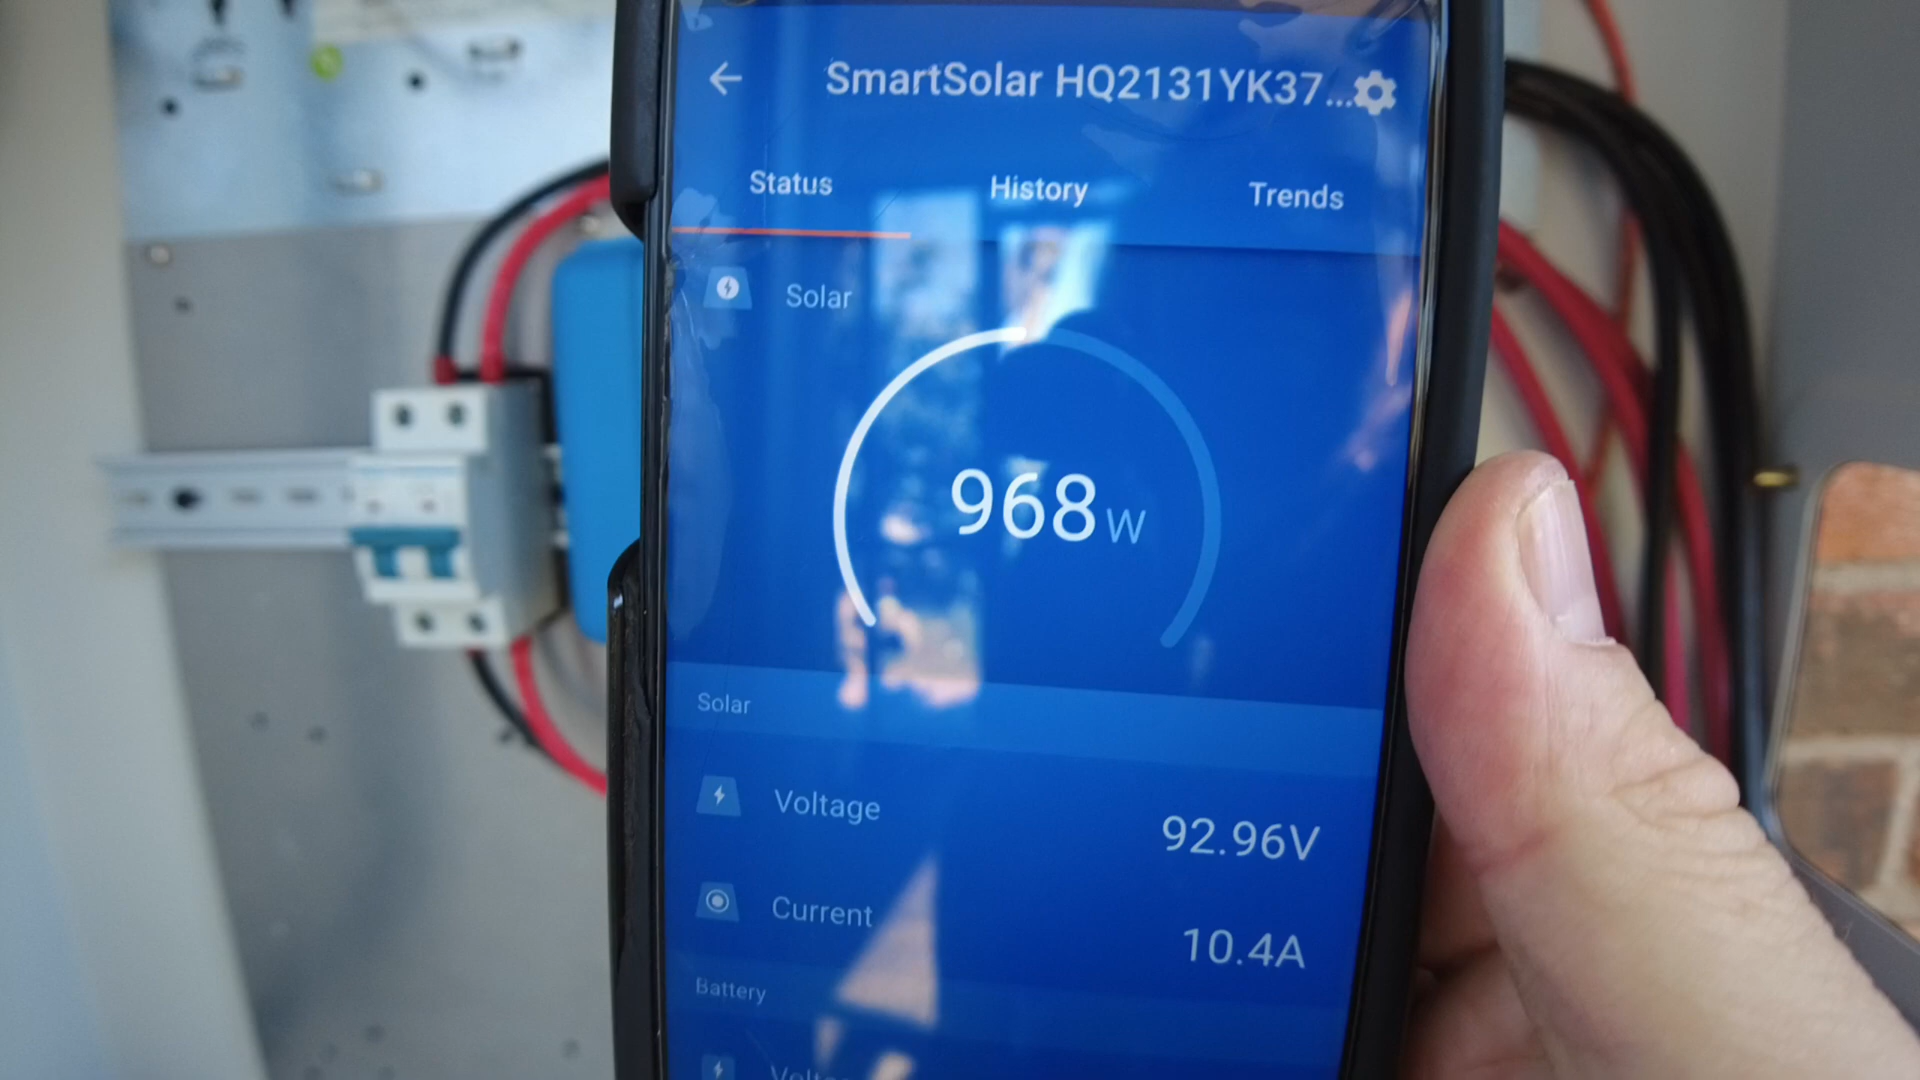 SmartSolar HQ2131YK37...
Status History Trends
Solar
968W
Solar
Voltage 92.96V
Current 10.4A
Battery